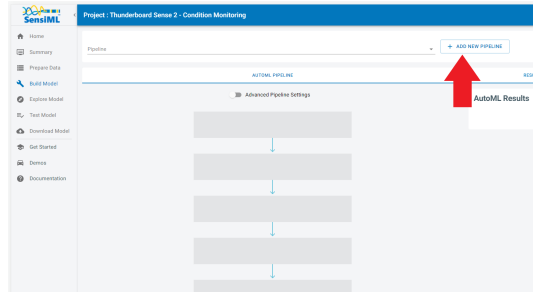 SensiML
Project : Thunderboard Sense 2 - Condition Monitoring
Home
Summary
Prepare Data
Build Model
Explore Model
Test Model
Download Model
Get Started
Demos
Documentation
Pipeline
+ ADD NEW PIPELINE
AUTOML PIPELINE
RES
Advanced Pipeline Settings
AutoML Results